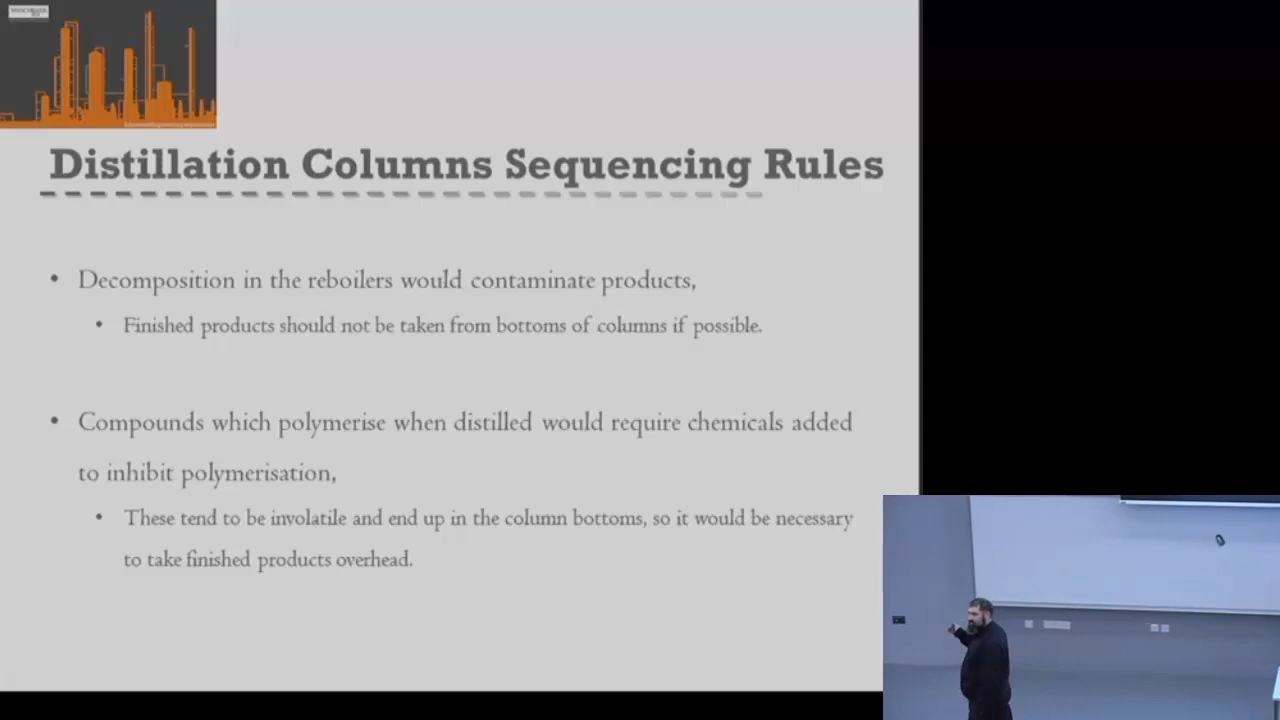 Distillation Columns Sequencing Rules
• Decomposition in the reboilers would contaminate products,
• Finished products should not be taken from bottoms of columns if possible.
• Compounds which polymerise when distilled would require chemicals added
to inhibit polymerisation,
• These tend to be involatile and end up in the column bottoms, so it would be necessary
to take finished products overhead.